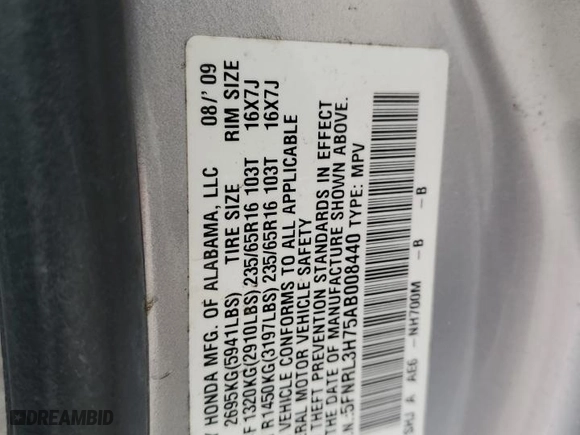 HONDA MFG. OF ALABAMA, LLC 08/'09
2695KG(5941LBS) TIRE SIZE RIM SIZE
F 1320KG(2910LBS) 235/65R16 103T 16X7J
R1450KG(3197LBS) 235/65R16 103T 16X7J
VEHICLE CONFORMS TO ALL APPLICABLE
ERAL MOTOR VEHICLE SAFETY
THEFT PREVENTION STANDARDS IN EFFECT
THE DATE OF MANUFACTURE SHOWN ABOVE.
.N.:5FNRL3H75AB008440 TYPE: MPV
SHJ A AE6 -NH700M -B -B
DREAMBID